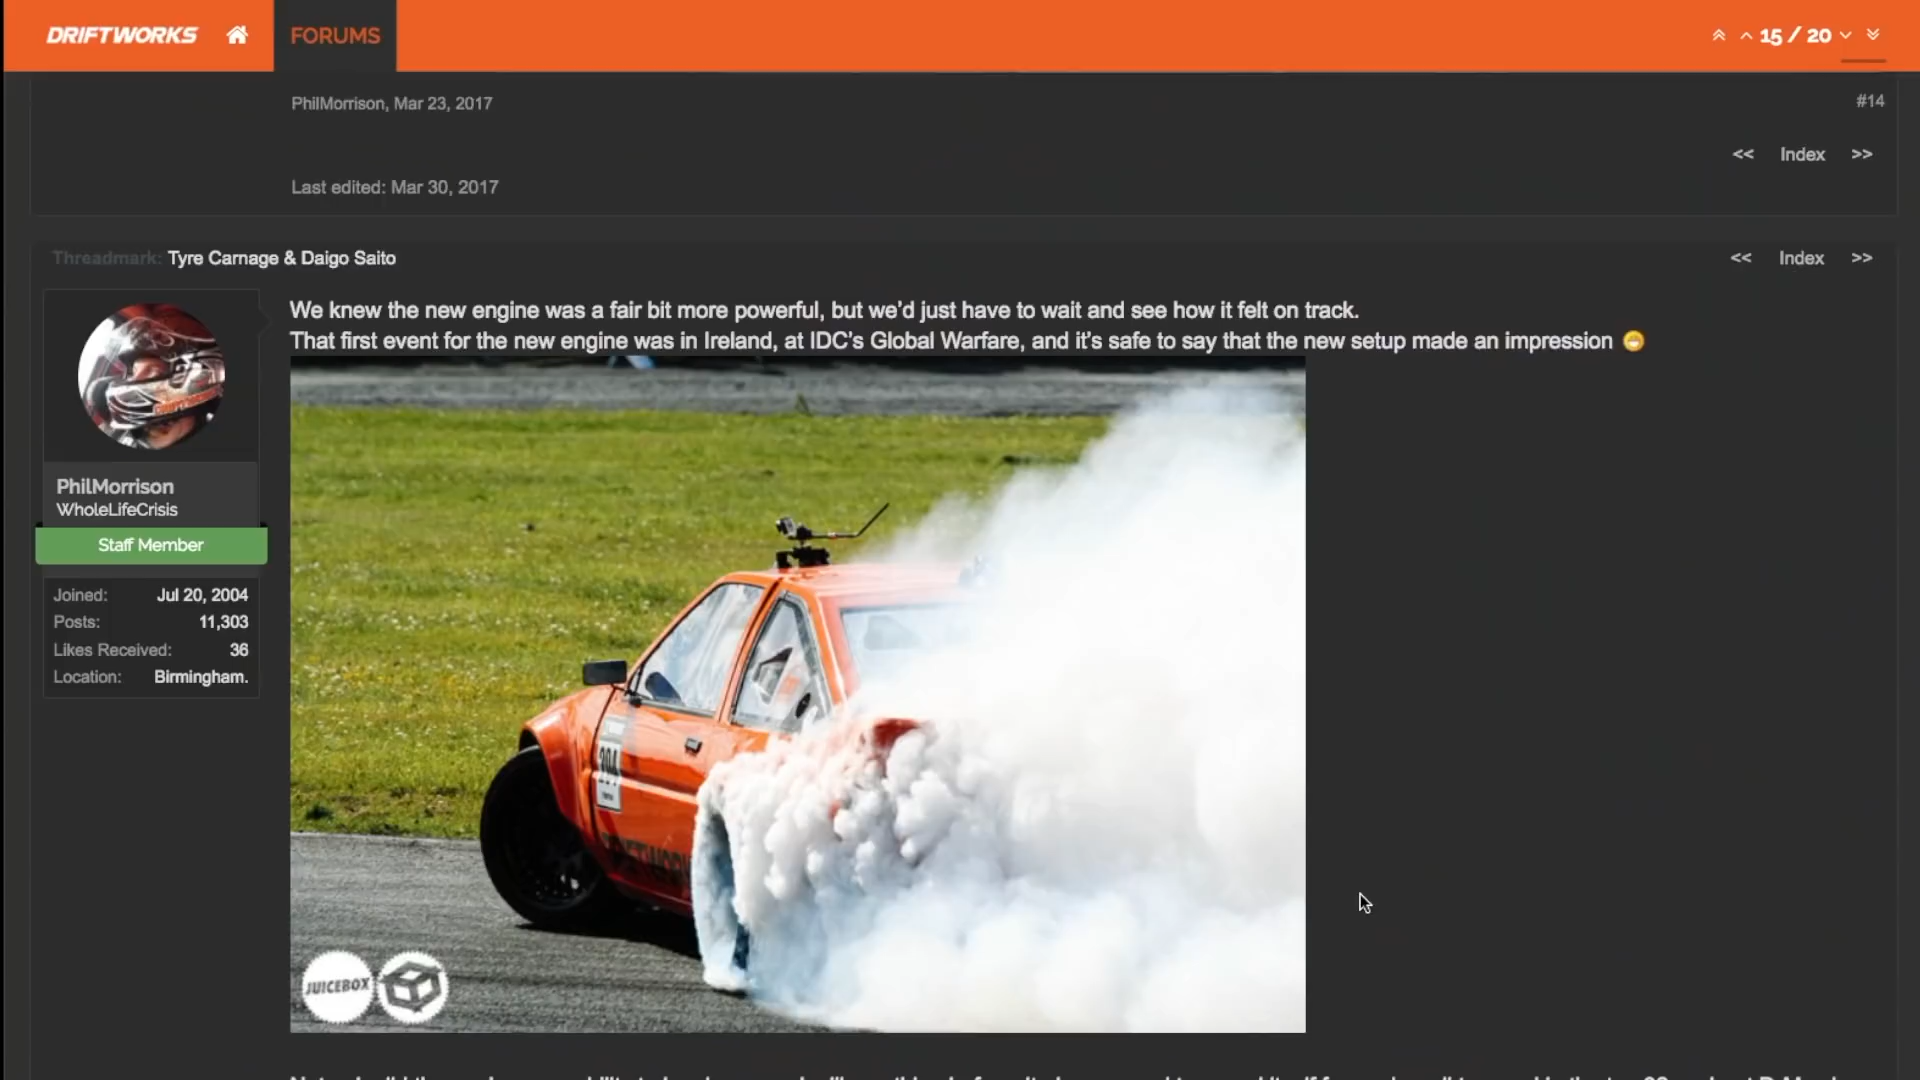 DRIFTWORKS
FORUMS
15 / 20
PhilMorrison, Mar 23, 2017
#14
<< Index >>
Last edited: Mar 30, 2017
Threadmark: Tyre Carnage & Daigo Saito
<< Index >>
We knew the new engine was a fair bit more powerful, but we'd just have to wait and see how it felt on track.
That first event for the new engine was in Ireland, at IDC's Global Warfare, and it's safe to say that the new setup made an impression
PhilMorrison
WholeLifeCrisis
Staff Member
Joined: Jul 20, 2004
Posts: 11,303
Likes Received: 36
Location: Birmingham.
304
DRIFTWORK
JUICEBOX